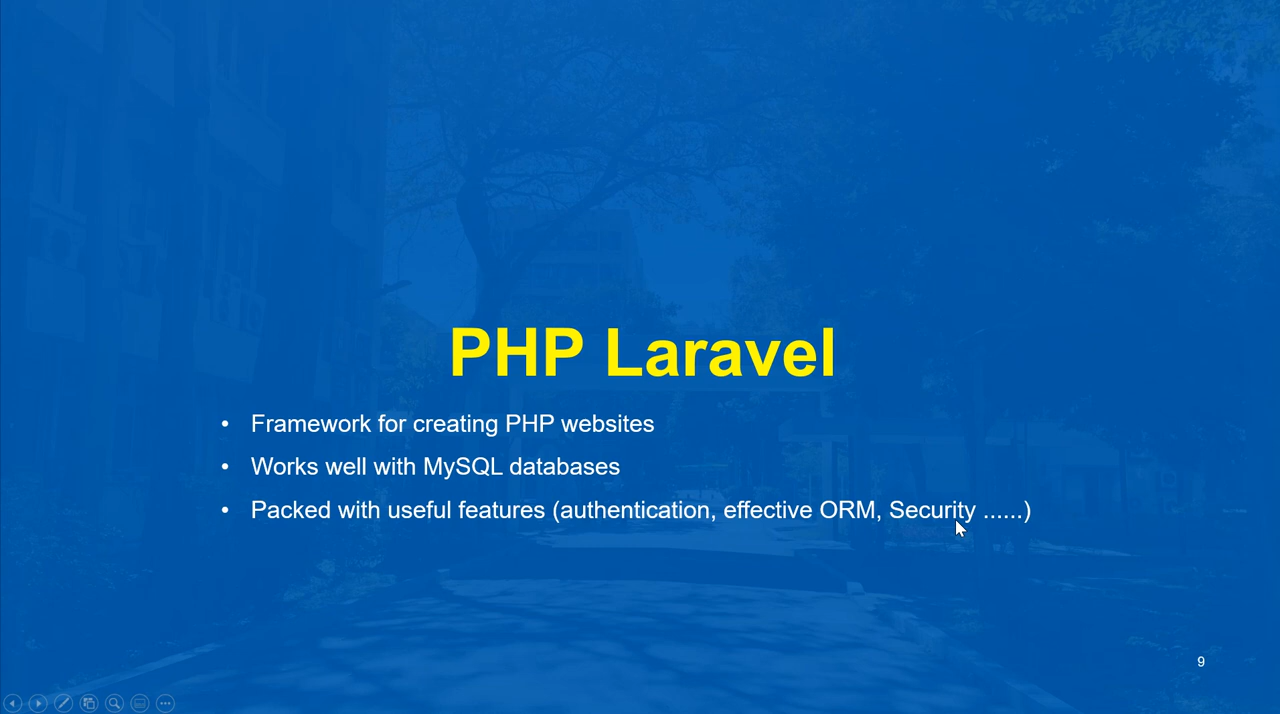 PHP Laravel
• Framework for creating PHP websites
• Works well with MySQL databases
• Packed with useful features (authentication, effective ORM, Security ......)
9